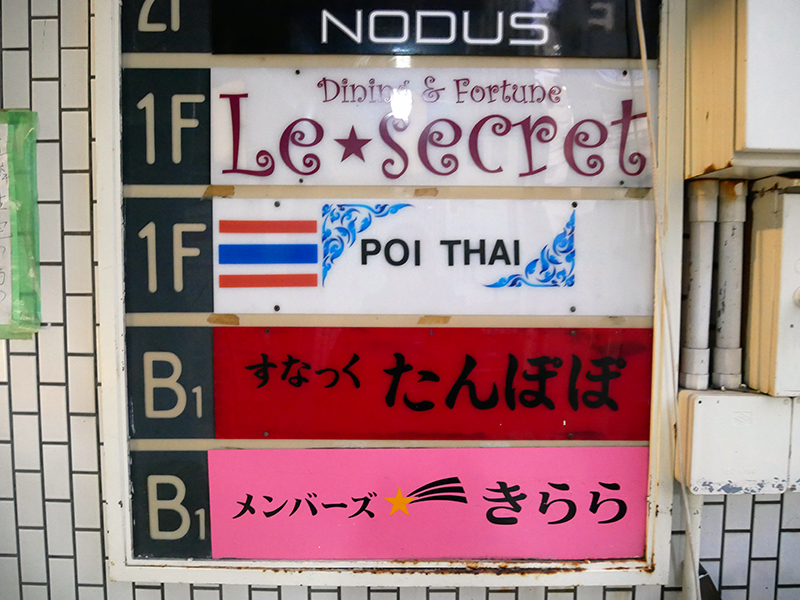 2F
NODUS
1F
Dining & Fortune
Le★secret
1F
POI THAI
B1
すなっく たんぽぽ
B1
メンバーズ きらら